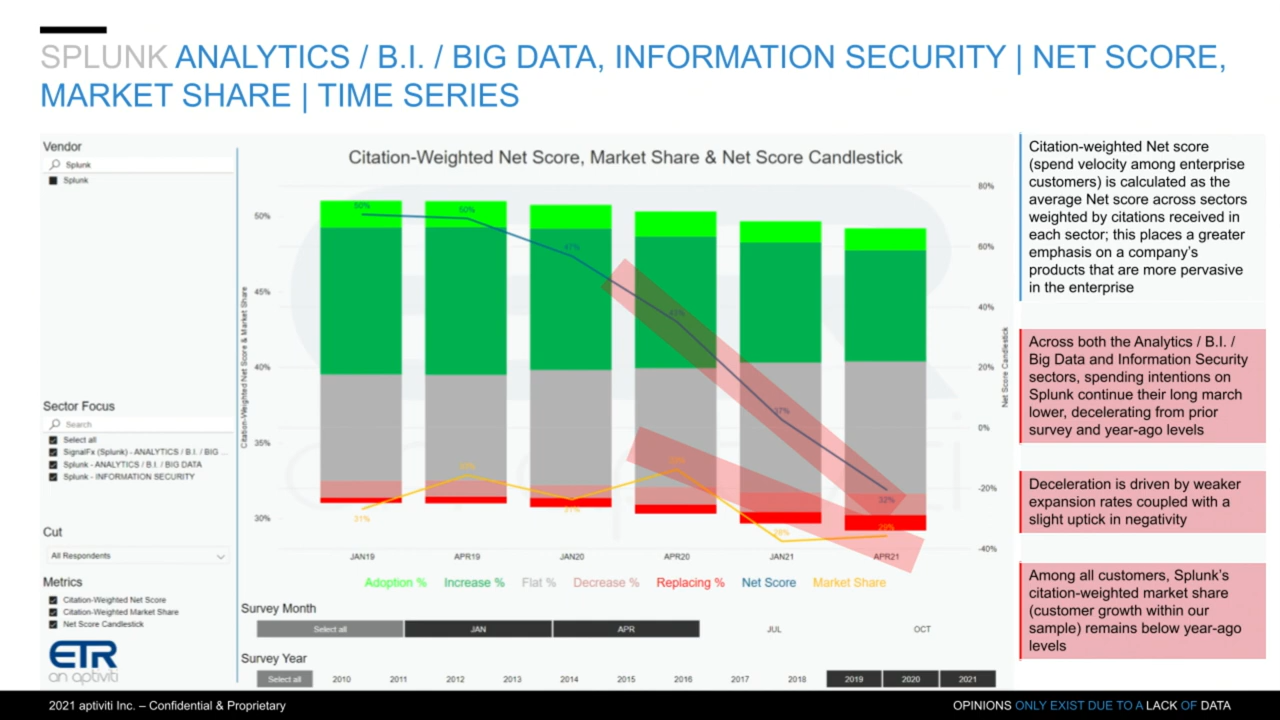 SPLUNK ANALYTICS / B.I. / BIG DATA, INFORMATION SECURITY | NET SCORE,
MARKET SHARE | TIME SERIES
Vendor
Splunk
Splunk
Sector Focus
Search
Select all
SignalFx (Splunk) - ANALYTICS / B.I. / BIG ...
Splunk - ANALYTICS / B.I. / BIG DATA
Splunk - INFORMATION SECURITY
Cut
All Respondents
Metrics
Citation-Weighted Net Score
Citation-Weighted Market Share
Net Score Candlestick
ETR
an aptiviti
Citation-Weighted Net Score, Market Share & Net Score Candlestick
Citation-Weighted Net Score & Market Share
50%
45%
40%
35%
30%
80%
60%
40%
20%
0%
-20%
-40%
Net Score Candlestick
50%
50%
47%
43%
37%
32%
31%
29%
JAN19 APR19 JAN20 APR20 JAN21 APR21
Adoption % Increase % Flat % Decrease % Replacing % Net Score Market Share
Survey Month
Select all JAN APR JUL OCT
Survey Year
Select all 2010 2011 2012 2013 2014 2015 2016 2017 2018 2019 2020 2021
Citation-weighted Net score
(spend velocity among enterprise
customers) is calculated as the
average Net score across sectors
weighted by citations received in
each sector; this places a greater
emphasis on a company's
products that are more pervasive
in the enterprise
Across both the Analytics / B.I. /
Big Data and Information Security
sectors, spending intentions on
Splunk continue their long march
lower, decelerating from prior
survey and year-ago levels
Deceleration is driven by weaker
expansion rates coupled with a
slight uptick in negativity
Among all customers, Splunk's
citation-weighted market share
(customer growth within our
sample) remains below year-ago
levels
2021 aptiviti Inc. – Confidential & Proprietary
OPINIONS ONLY EXIST DUE TO A LACK OF DATA